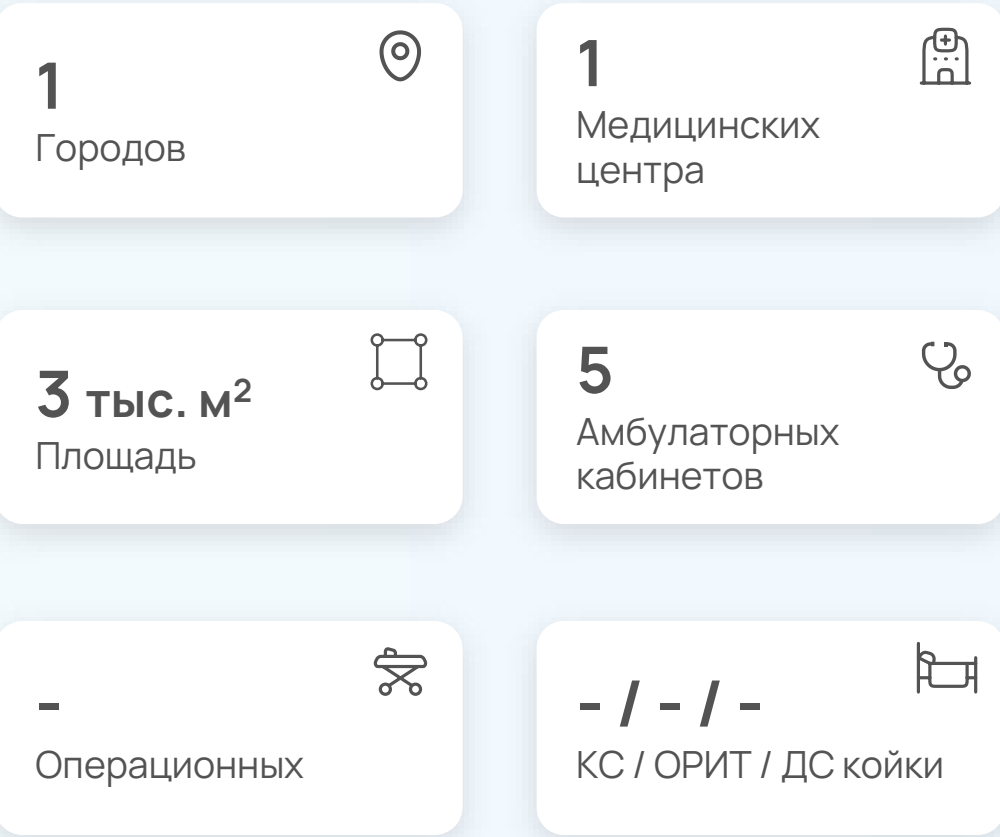 1
Городов
1
Медицинских
центра
3 тыс. м²
Площадь
5
Амбулаторных
кабинетов
-
Операционных
- / - / -
КС / ОРИТ / ДС койки